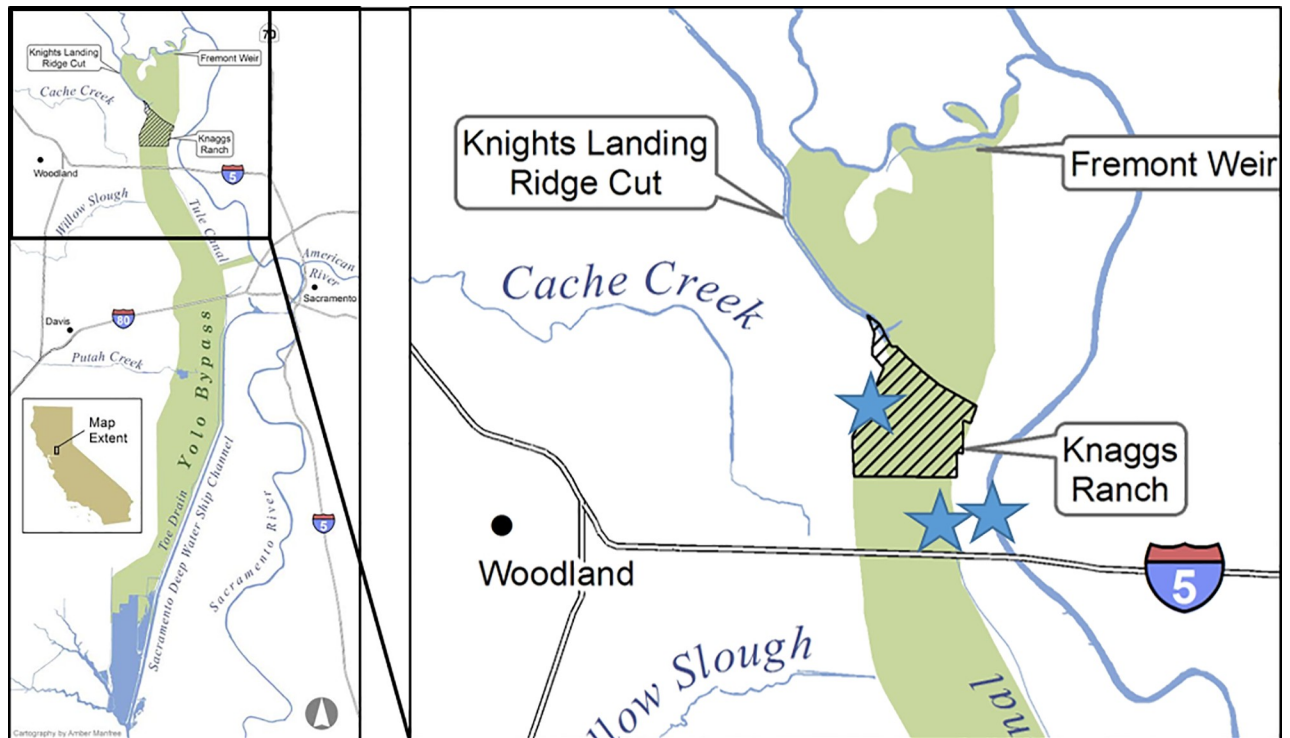 70
Knights Landing
Ridge Cut
Fremont Weir
Cache Creek
Knaggs
Ranch
Woodland
5
Willow Slough
Tule Canal
American
River
Sacramento
Davis
80
Putah Creek
Yolo Bypass
Map
Extent
Toe Drain
Sacramento Deep Water Ship Channel
Sacramento River
5
Cartography by Amber Manfree
Knights Landing
Ridge Cut
Fremont Weir
Cache Creek
Knaggs
Ranch
Woodland
5
llow Slough
nal